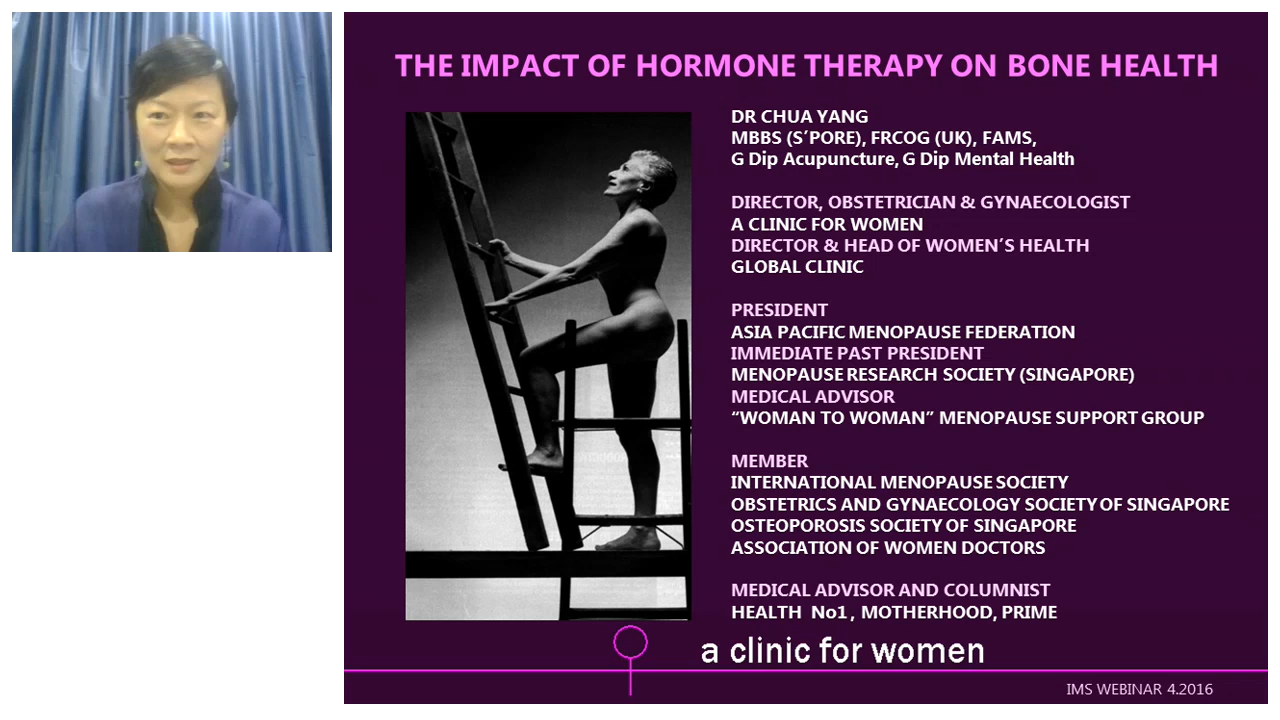 THE IMPACT OF HORMONE THERAPY ON BONE HEALTH
DR CHUA YANG
MBBS (S'PORE), FRCOG (UK), FAMS,
G Dip Acupuncture, G Dip Mental Health
DIRECTOR, OBSTETRICIAN & GYNAECOLOGIST
A CLINIC FOR WOMEN
DIRECTOR & HEAD OF WOMEN'S HEALTH
GLOBAL CLINIC
PRESIDENT
ASIA PACIFIC MENOPAUSE FEDERATION
IMMEDIATE PAST PRESIDENT
MENOPAUSE RESEARCH SOCIETY (SINGAPORE)
MEDICAL ADVISOR
“WOMAN TO WOMAN” MENOPAUSE SUPPORT GROUP
MEMBER
INTERNATIONAL MENOPAUSE SOCIETY
OBSTETRICS AND GYNAECOLOGY SOCIETY OF SINGAPORE
OSTEOPOROSIS SOCIETY OF SINGAPORE
ASSOCIATION OF WOMEN DOCTORS
MEDICAL ADVISOR AND COLUMNIST
HEALTH No1, MOTHERHOOD, PRIME
a clinic for women
IMS WEBINAR 4.2016